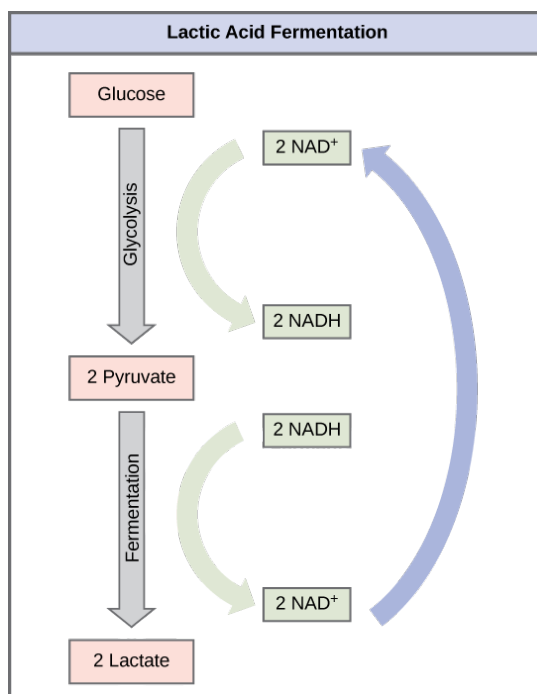 Lactic Acid Fermentation
Glucose
2 NAD⁺
Glycolysis
2 NADH
2 Pyruvate
2 NADH
Fermentation
2 NAD⁺
2 Lactate